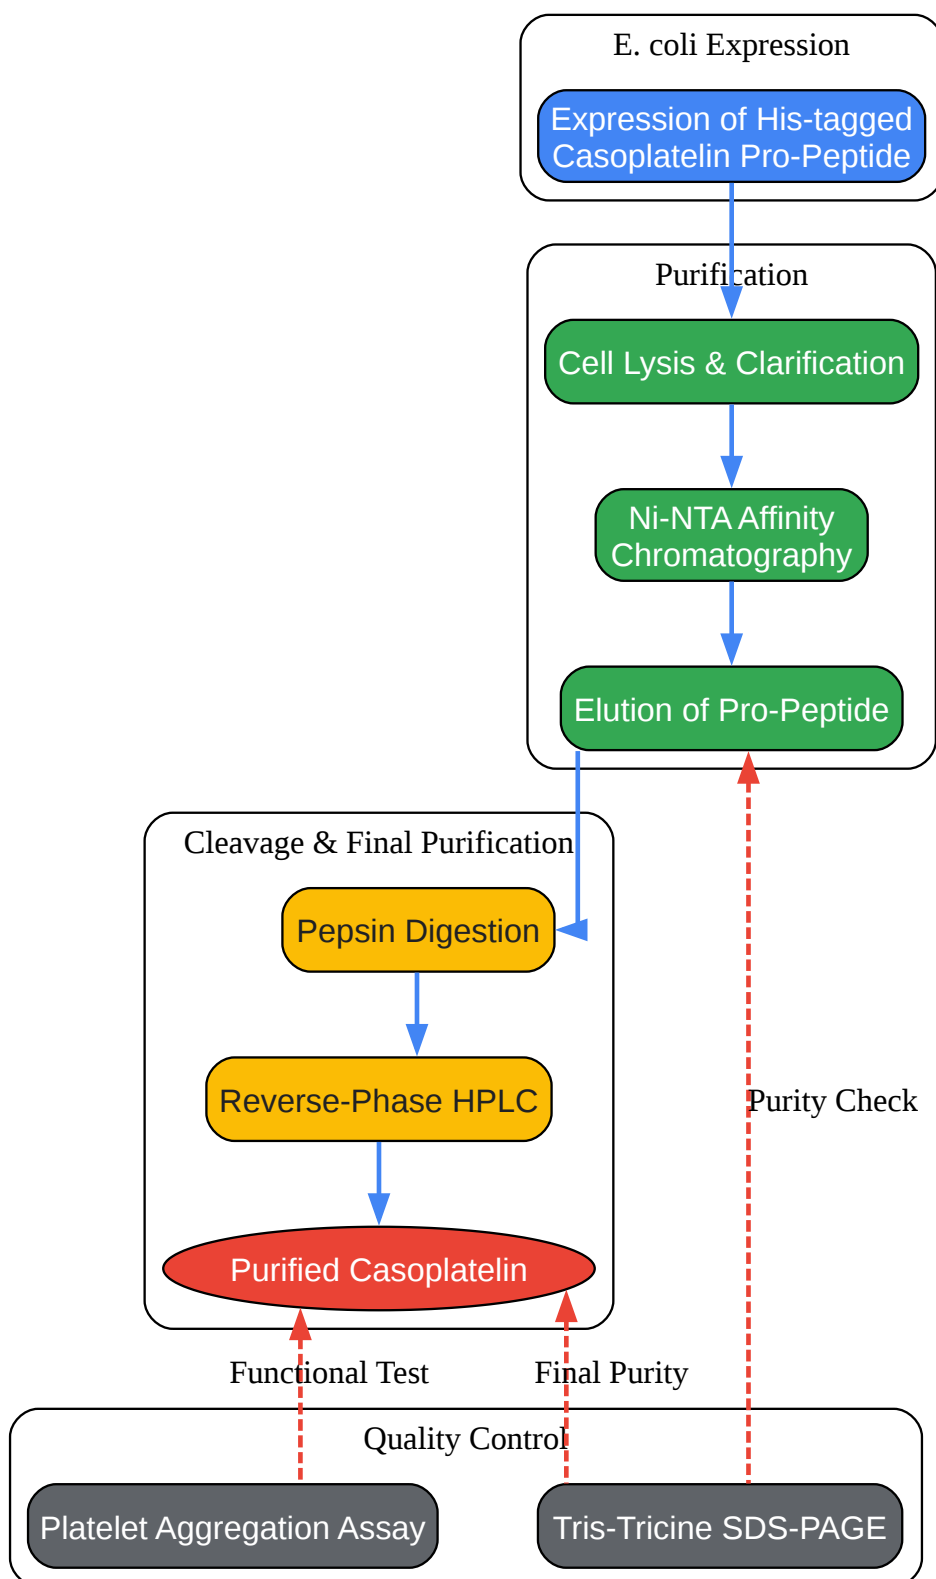 E. coli Expression
Expression of His-tagged
Casoplatelin Pro-Peptide
Purification
Cell Lysis & Clarification
Ni-NTA Affinity
Chromatography
Elution of Pro-Peptide
Cleavage & Final Purification
Pepsin Digestion
Reverse-Phase HPLC
Purity Check
Purified Casoplatelin
Functional Test
Final Purity
Quality Control
Platelet Aggregation Assay
Tris-Tricine SDS-PAGE